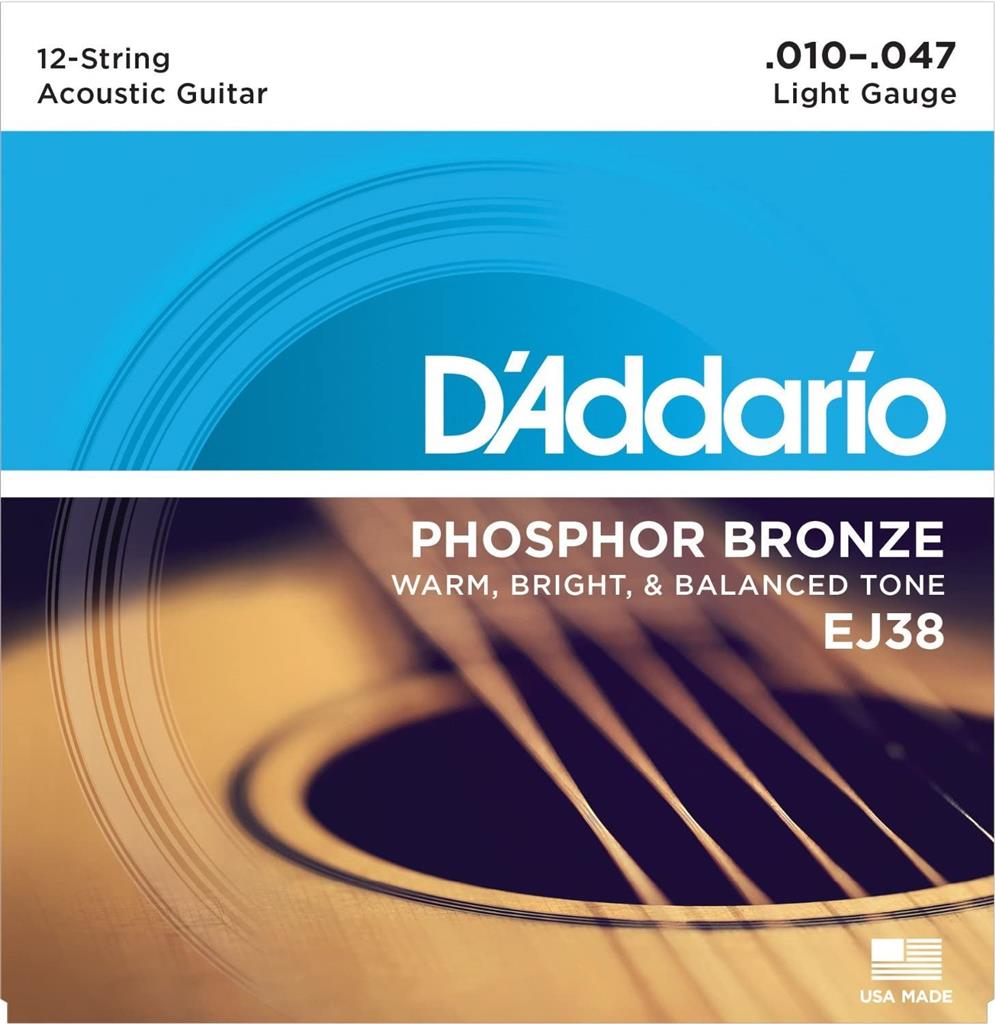 12-String
Acoustic Guitar
.010–.047
Light Gauge
D'Addario
PHOSPHOR BRONZE
WARM, BRIGHT, & BALANCED TONE
EJ38
USA MADE